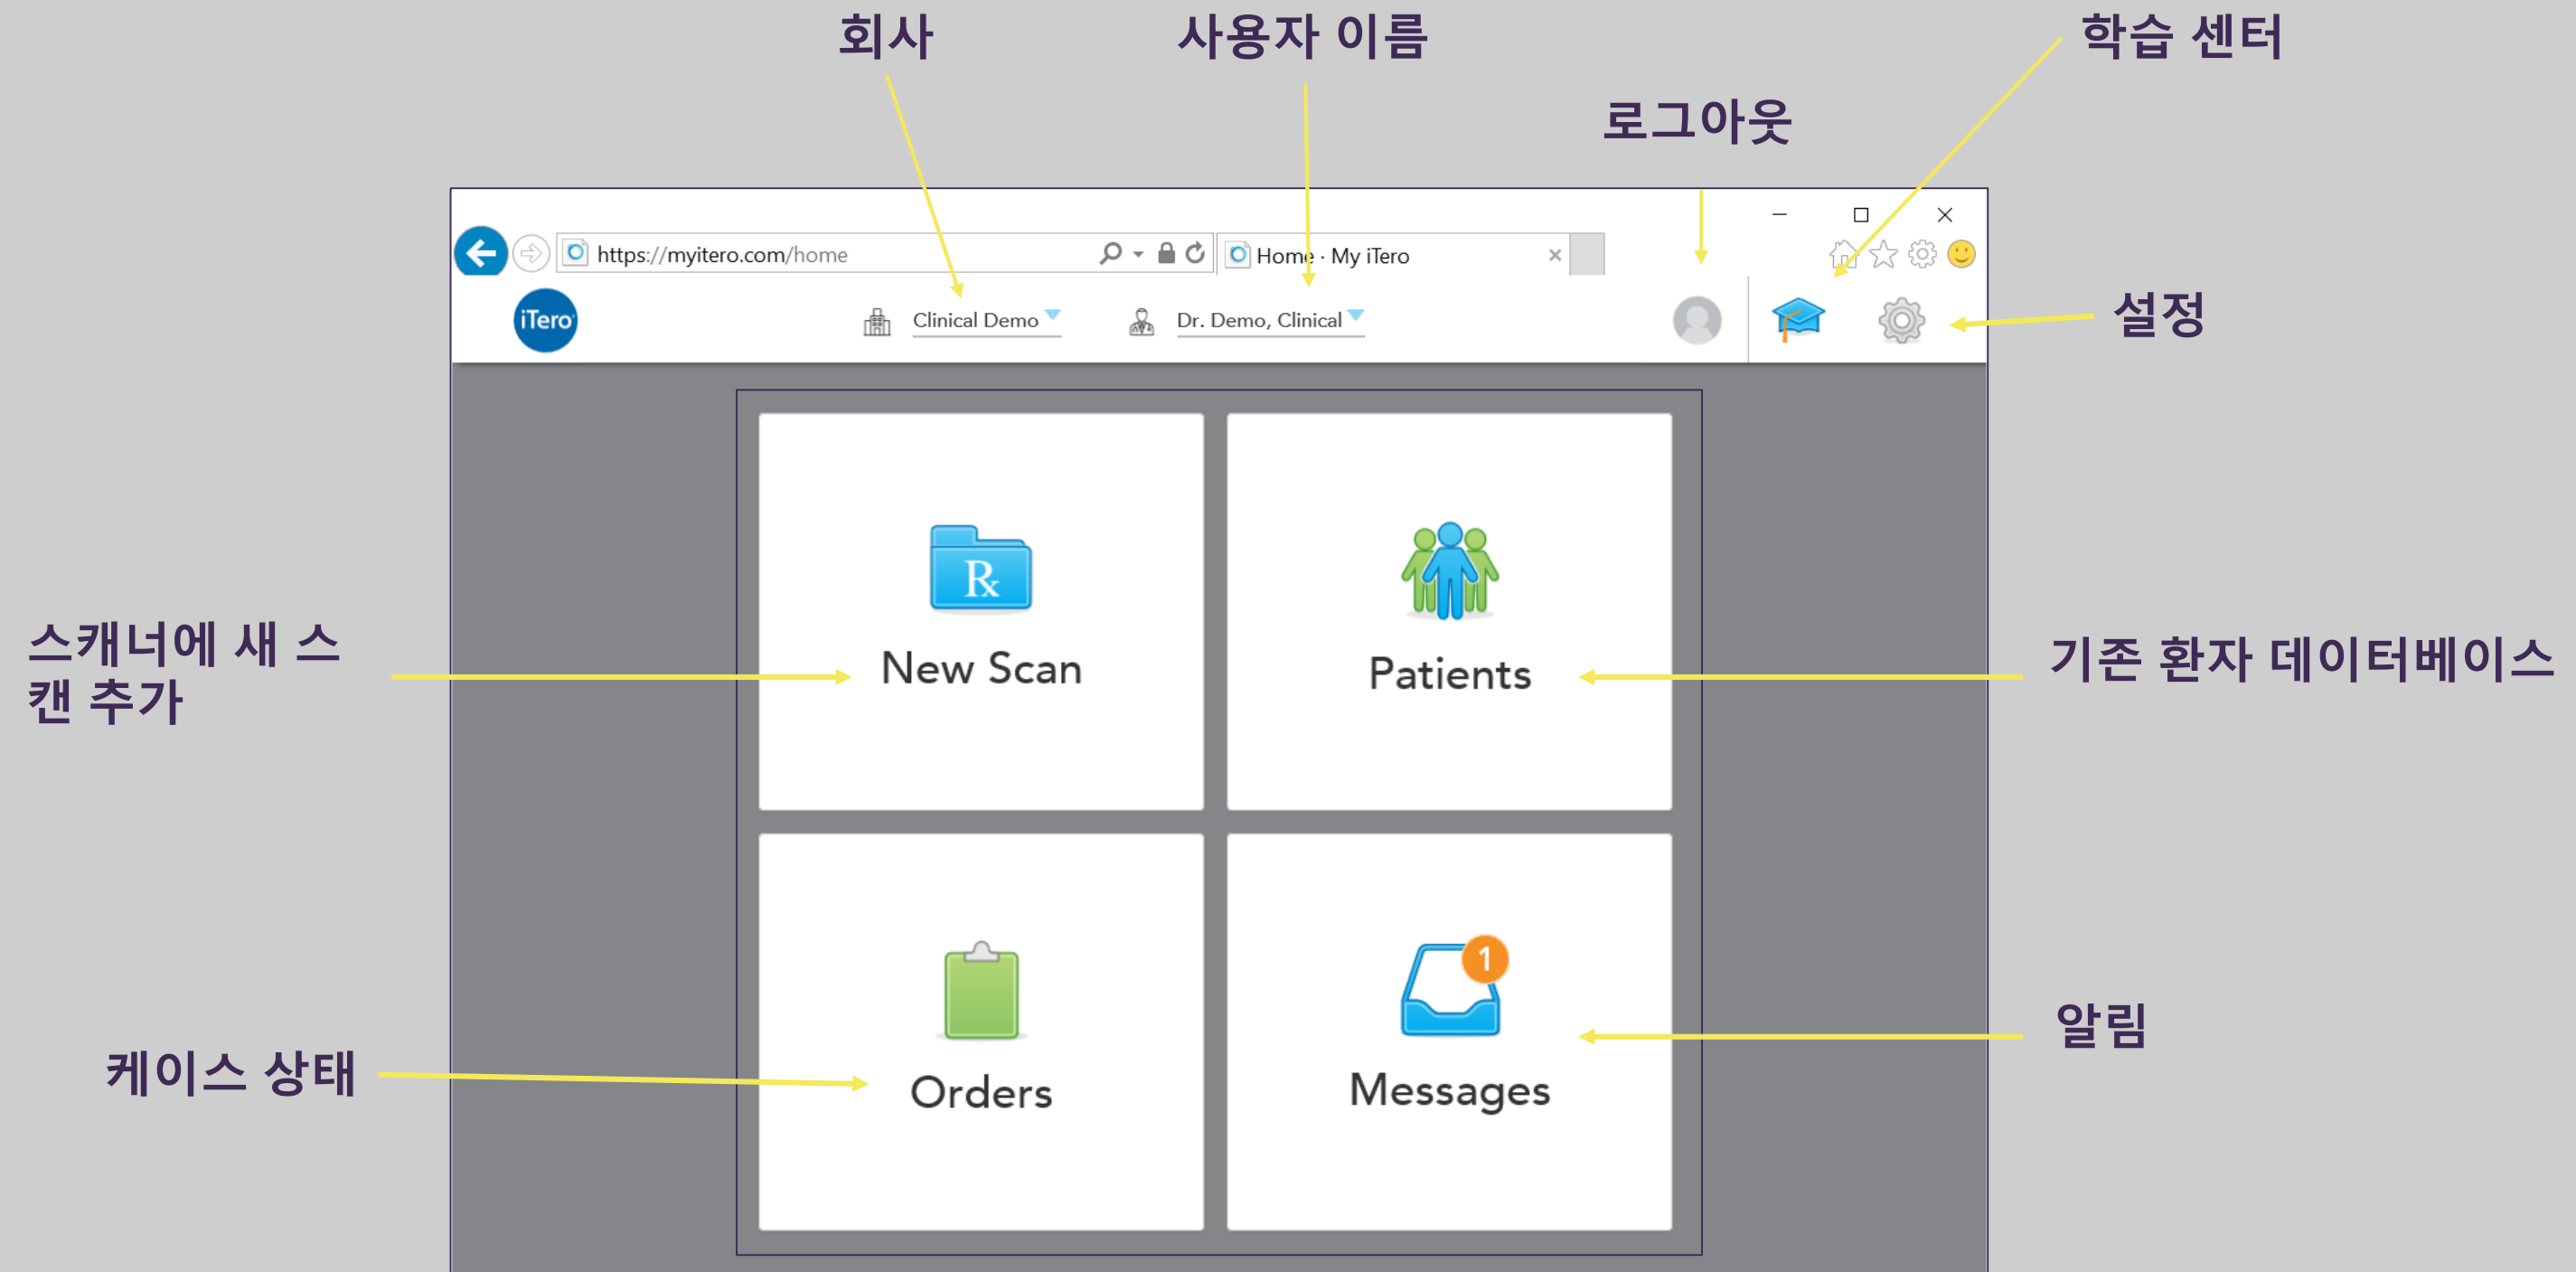 회사
사용자 이름
학습 센터
로그아웃
https://myitero.com/home
Home · My iTero
iTero
Clinical Demo
Dr. Demo, Clinical
설정
Rx
New Scan
Patients
스캐너에 새 스
캔 추가
기존 환자 데이터베이스
1
Orders
Messages
케이스 상태
알림